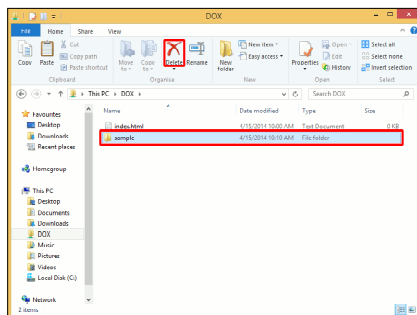 DOX
File Home Share View
Copy
Paste
Cut
Copy path
Paste shortcut
Clipboard
Move to
Copy to
Delete
Rename
Organise
New folder
New item
Easy access
New
Properties
Open
Edit
History
Open
Select all
Select none
Invert selection
Select
This PC DOX
Search DOX
Favourites
Desktop
Downloads
Recent places
Homegroup
This PC
Desktop
Documents
Downloads
DOX
Music
Pictures
Videos
Local Disk (C:)
Network
Name Date modified Type Size
index.html 4/15/2014 10:00 AM Text Document 0 KB
sample 4/15/2014 10:10 AM File folder
2 items